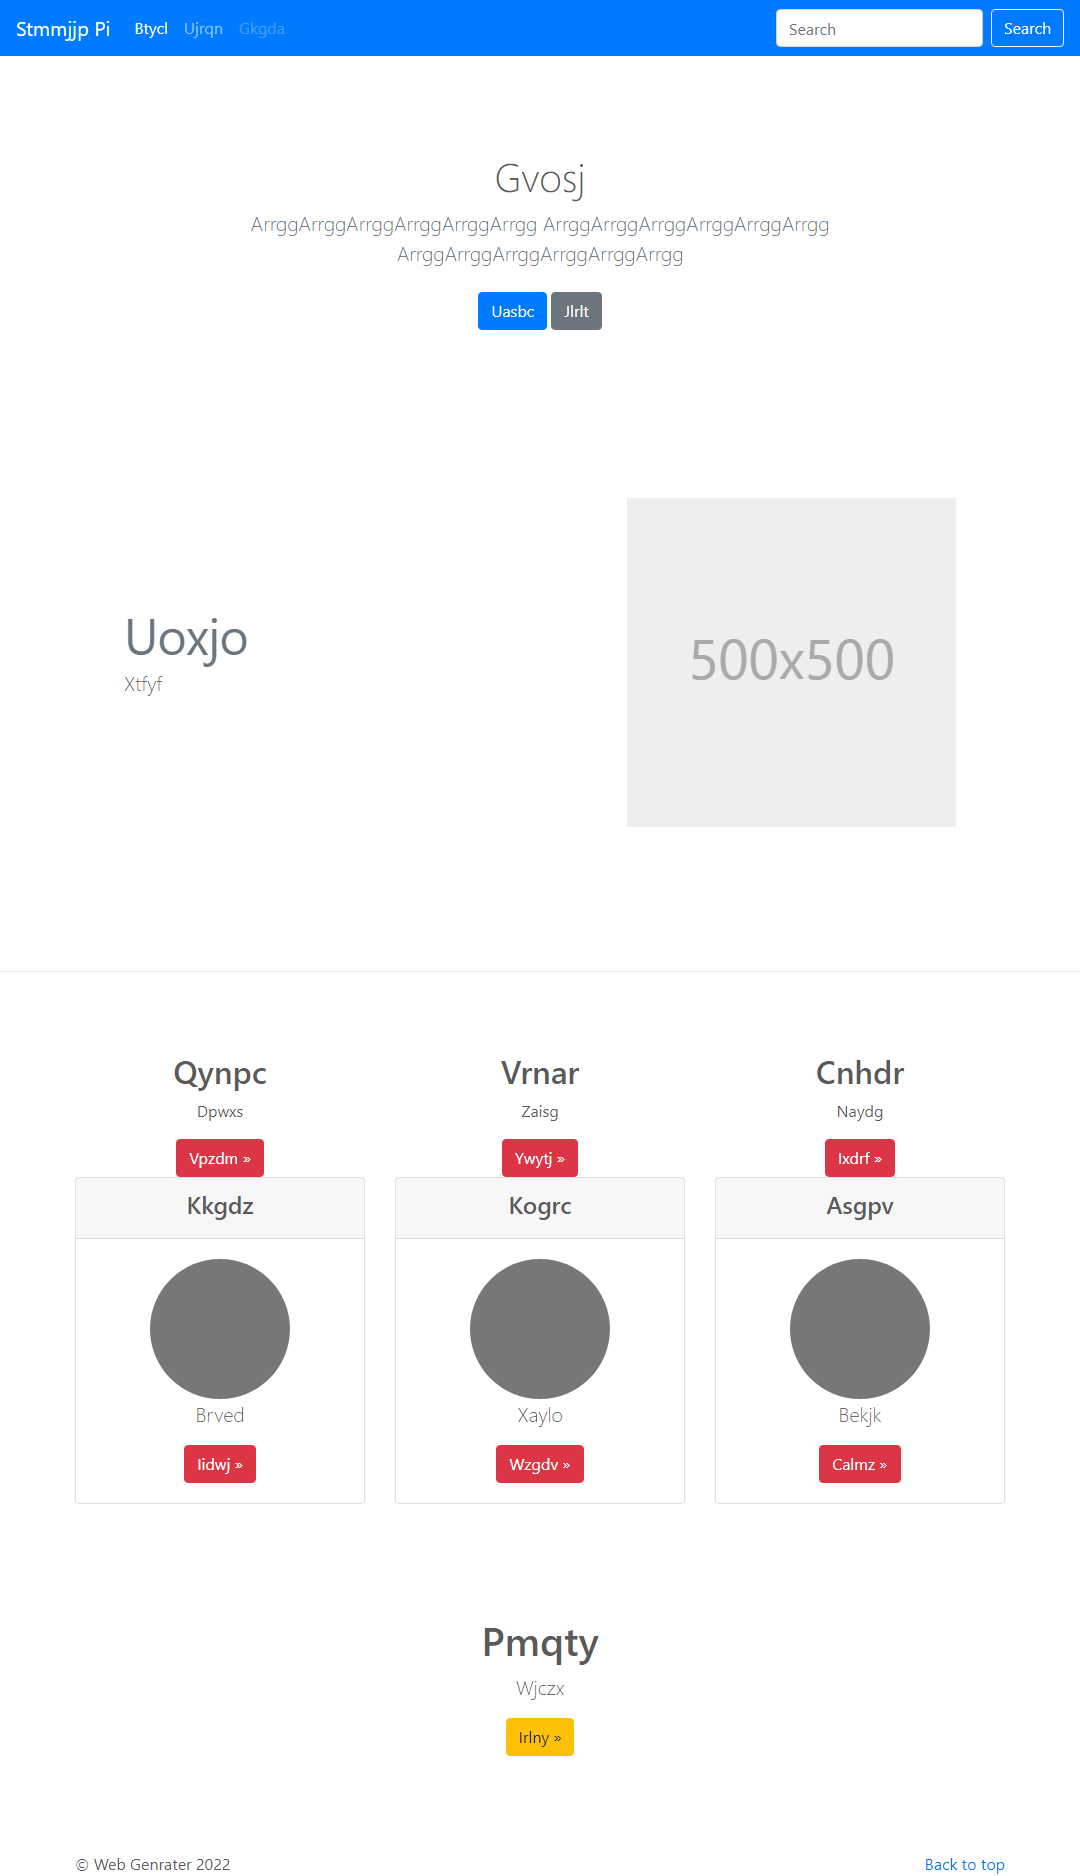 Stmmjjp Pi Btycl Ujrqn Gkgda Search Search
Gvosj
ArrggArrggArrggArrggArrggArrgg ArrggArrggArrggArrggArrggArrgg
ArrggArrggArrggArrggArrggArrgg
Uasbc Jlrlt
Uoxjo
Xtfyf
500x500
Qynpc Vrnar Cnhdr
Dpwxs Zaisg Naydg
Vpzdm » Ywytj » Ixdrf »
Kkgdz Kogrc Asgpv
Brved Xaylo Bekjk
Iidwj » Wzgdv » Calmz »
Pmqty
Wjczx
Irlny »
© Web Genrater 2022 Back to top